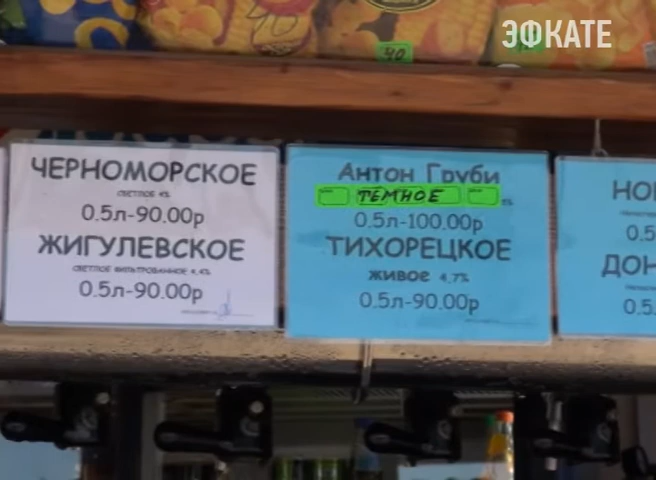 ЭФКАТЕ
40
ЧЕРНОМОРСКОЕ
СВЕТЛОЕ 4%
0.5л-90.00р
ЖИГУЛЕВСКОЕ
СВЕТЛОЕ ФИЛЬТРОВАННОЕ 4,4%
0.5л-90.00р
Антон Груби
ТЕМНОЕ
0.5л-100.00р
ТИХОРЕЦКОЕ
живое 4,7%
0.5л-90.00р
НО
0.5
ДОН
0.5